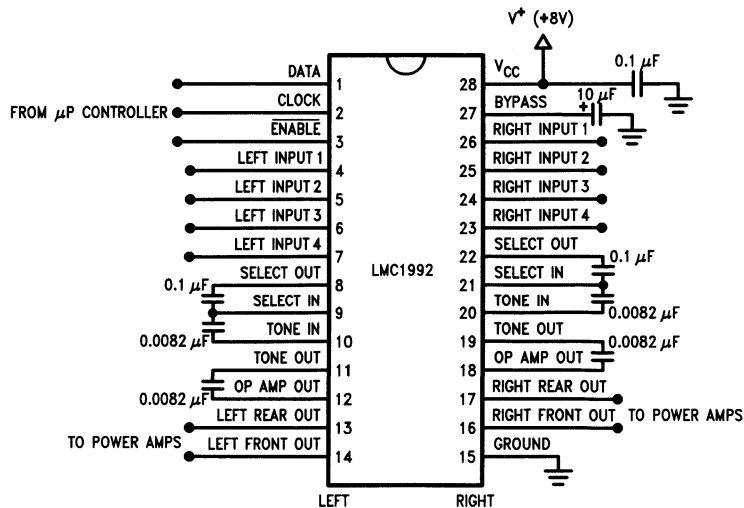 V+ (+8V)
DATA 1 28 VCC 0.1 μF
FROM μP CONTROLLER CLOCK 2 27 BYPASS 10 μF +
ENABLE 3 26 RIGHT INPUT 1
LEFT INPUT 1 4 25 RIGHT INPUT 2
LEFT INPUT 2 5 24 RIGHT INPUT 3
LEFT INPUT 3 6 23 RIGHT INPUT 4
LEFT INPUT 4 7 LMC1992 22 SELECT OUT
0.1 μF SELECT OUT 8 21 SELECT IN 0.1 μF
SELECT IN 9 20 TONE IN 0.0082 μF
0.0082 μF TONE IN 10 19 TONE OUT 0.0082 μF
TONE OUT 11 18 OP AMP OUT
0.0082 μF OP AMP OUT 12 17 RIGHT REAR OUT
LEFT REAR OUT 13 16 RIGHT FRONT OUT TO POWER AMPS
TO POWER AMPS LEFT FRONT OUT 14 15 GROUND
LEFT RIGHT